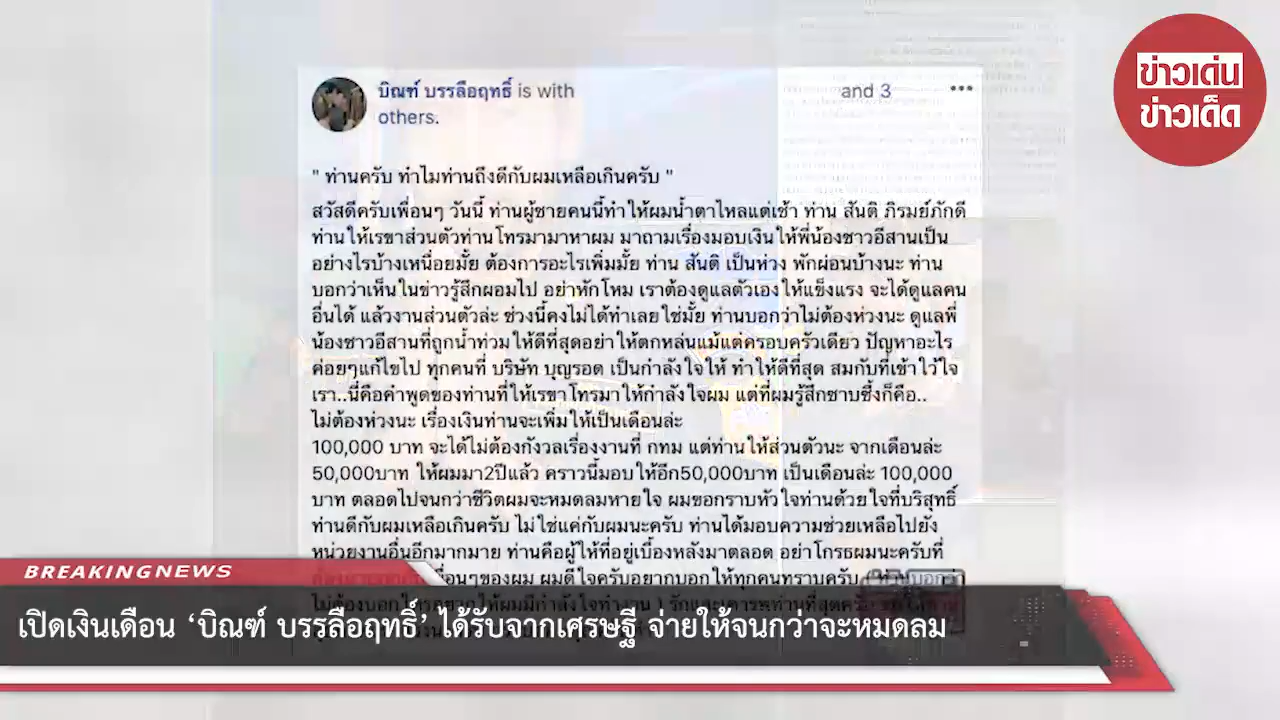 ข่าวเด่น
ข่าวเด็ด
บิณฑ์ บรรลือฤทธิ์ is with and 3
others.
" ท่านครับ ทำไมท่านถึงดีกับผมเหลือเกินครับ "
สวัสดีครับเพื่อนๆ วันนี้ ท่านผู้ชายคนนี้ทำให้ผมน้ำตาไหลแต่เช้า ท่าน สันติ ภิรมย์ภักดี
ท่านให้เรขาส่วนตัวท่านโทรมามาหาผม มาถามเรื่องมอบเงินให้พี่น้องชาวอีสานเป็น
อย่างไรบ้างเหนื่อยมั้ย ต้องการอะไรเพิ่มมั้ย ท่าน สันติ เป็นห่วง พักผ่อนบ้างนะ ท่าน
บอกว่าเห็นในข่าวรู้สึกผอมไป อย่าหักโหม เราต้องดูแลตัวเองให้แข็งแรง จะได้ดูแลคน
อื่นได้ แล้วงานส่วนตัวล่ะ ช่วงนี้คงไม่ได้ทำเลยใช่มั้ย ท่านบอกว่าไม่ต้องห่วงนะ ดูแลพี่
น้องชาวอีสานที่ถูกน้ำท่วมให้ดีที่สุดอย่าให้ตกหล่นแม้แต่ครอบครัวเดียว ปัญหาอะไร
ค่อยๆแก้ไขไป ทุกคนที่ บริษัท บุญรอด เป็นกำลังใจให้ ทำให้ดีที่สุด สมกับที่เข้าไว้ใจ
เรา..นี่คือคำพูดของท่านที่ให้เรขาโทรมาให้กำลังใจผม แต่ที่ผมรู้สึกซาบซึ้งก็คือ..
ไม่ต้องห่วงนะ เรื่องเงินท่านจะเพิ่มให้เป็นเดือนล่ะ
100,000 บาท จะได้ไม่ต้องกังวลเรื่องงานที่ กทม แต่ท่านให้ส่วนตัวนะ จากเดือนล่ะ
50,000บาท ให้ผมมา2ปีแล้ว คราวนี้มอบให้อีก50,000บาท เป็นเดือนล่ะ 100,000
บาท ตลอดไปจนกว่าชีวิตผมจะหมดลมหายใจ ผมขอกราบหัวใจท่านด้วยใจที่บริสุทธิ์
ท่านดีกับผมเหลือเกินครับ ไม่ใช่แค่กับผมนะครับ ท่านได้มอบความช่วยเหลือไปยัง
หน่วยงานอื่นอีกมากมาย ท่านคือผู้ให้ที่อยู่เบื้องหลังมาตลอด อย่าโกรธผมนะครับที่
เพื่อนๆของผม ผมดีใจครับอยากบอกให้ทุกคนทราบครับ
BREAKING NEWS
เปิดเงินเดือน ‘บิณฑ์ บรรลือฤทธิ์’ ได้รับจากเศรษฐี จ่ายให้จนกว่าจะหมดลม